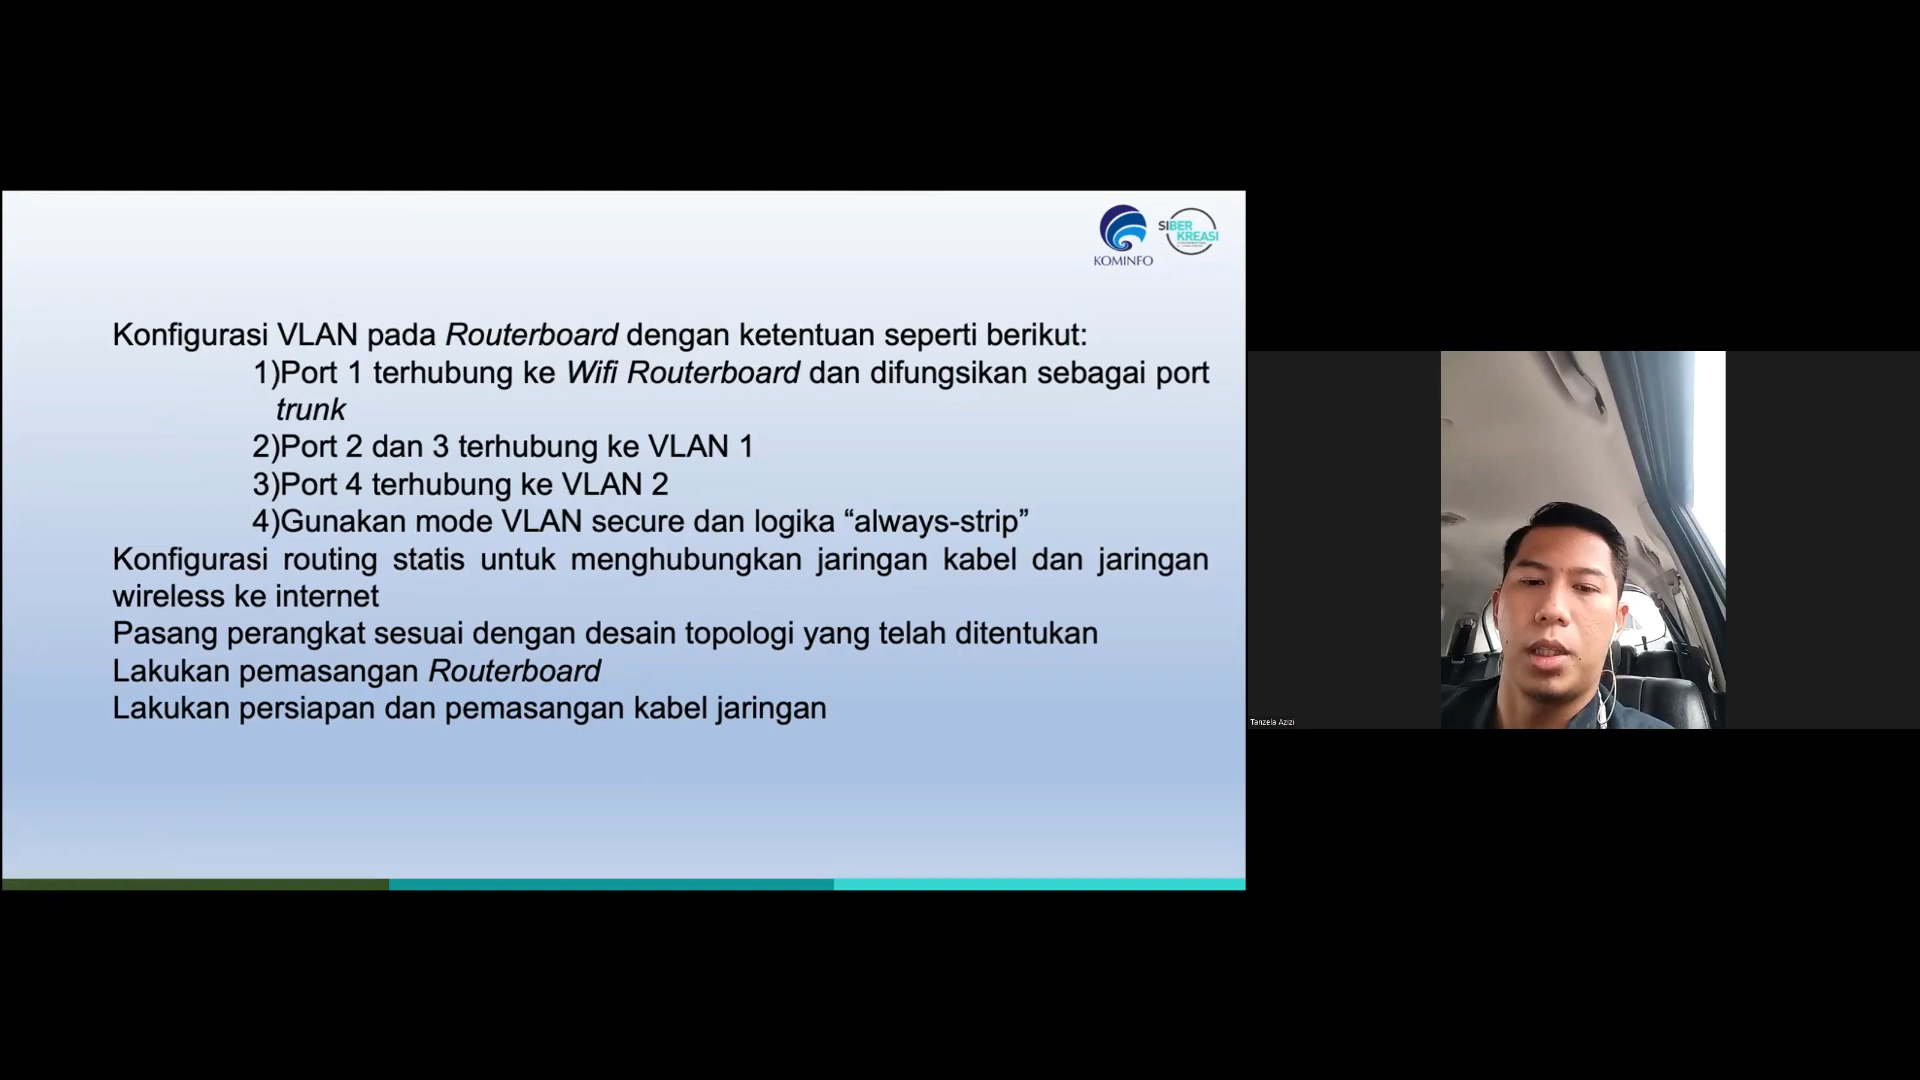 KOMINFO
SIBER
KREASI
Konfigurasi VLAN pada Routerboard dengan ketentuan seperti berikut:
1)Port 1 terhubung ke Wifi Routerboard dan difungsikan sebagai port
trunk
2)Port 2 dan 3 terhubung ke VLAN 1
3)Port 4 terhubung ke VLAN 2
4)Gunakan mode VLAN secure dan logika “always-strip”
Konfigurasi routing statis untuk menghubungkan jaringan kabel dan jaringan
wireless ke internet
Pasang perangkat sesuai dengan desain topologi yang telah ditentukan
Lakukan pemasangan Routerboard
Lakukan persiapan dan pemasangan kabel jaringan
Tanzela Azizi